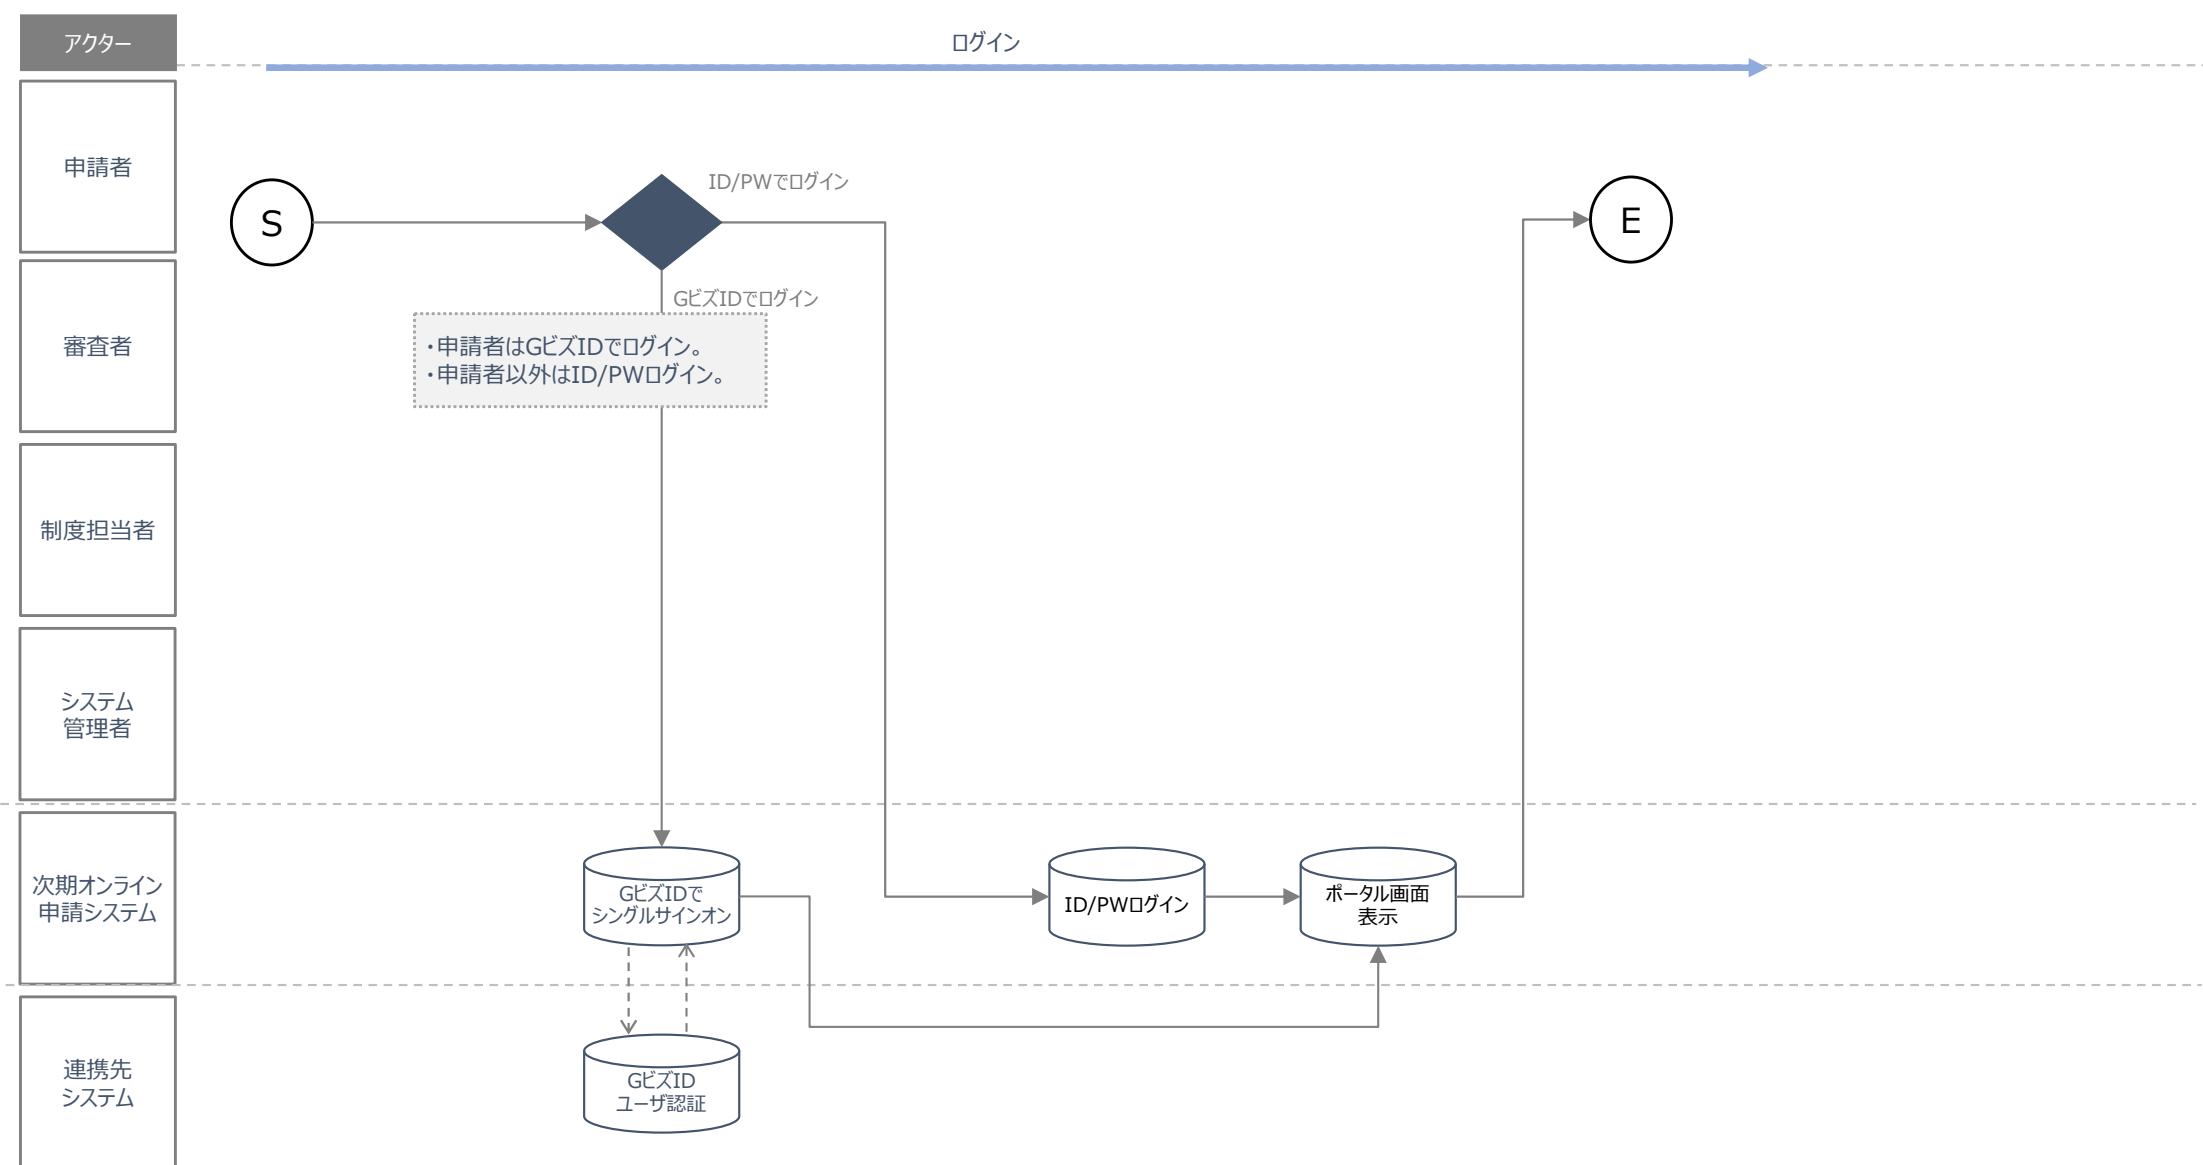 アクター
ログイン
申請者
S
ID/PWでログイン
E
GビズIDでログイン
審査者
・申請者はGビズIDでログイン。
・申請者以外はID/PWログイン。
制度担当者
システム
管理者
次期オンライン
申請システム
GビズIDで
シングルサインオン
ID/PWログイン
ポータル画面
表示
連携先
システム
GビズID
ユーザ認証